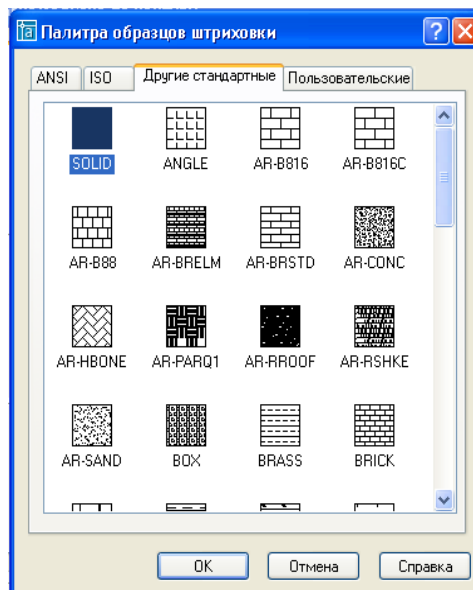 Палитра образцов штриховки
ANSI ISO Другие стандартные Пользовательские
SOLID ANGLE AR-B816 AR-B816C
AR-B88 AR-BRELM AR-BRSTD AR-CONC
AR-HBONE AR-PARQ1 AR-RROOF AR-RSHKE
AR-SAND BOX BRASS BRICK
OK Отмена Справка